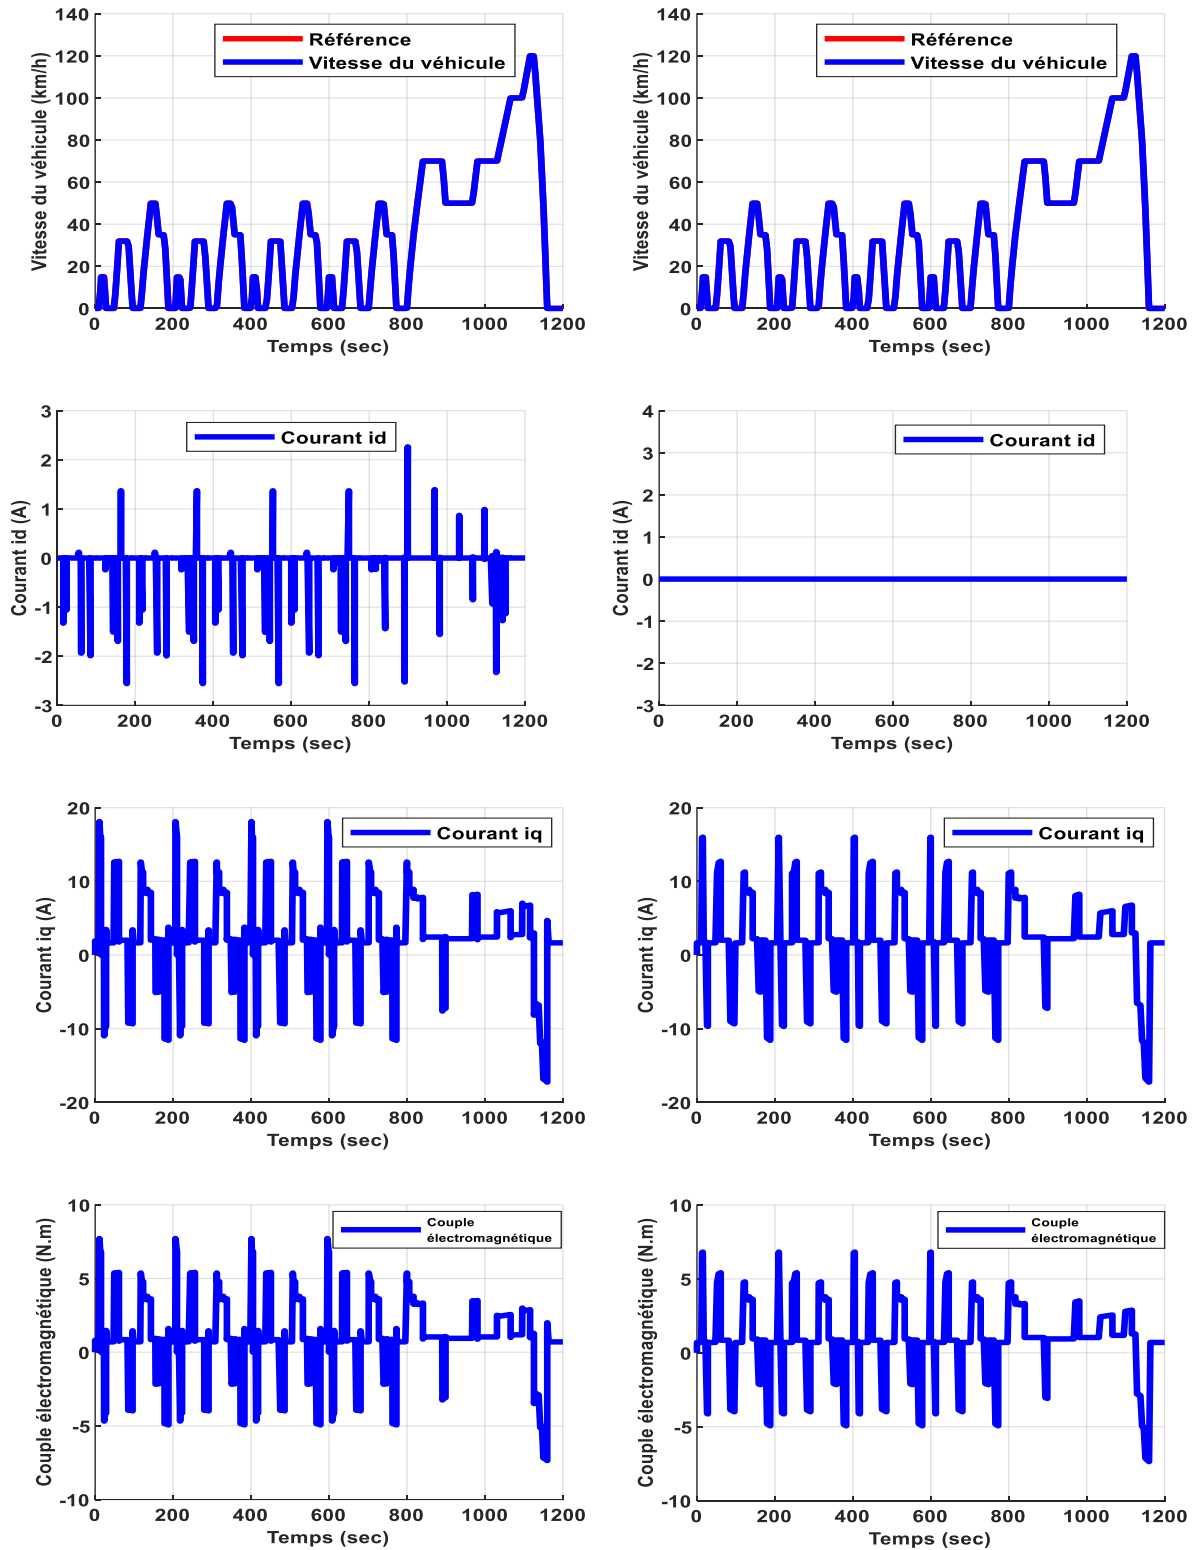 Vitesse du véhicule (km/h)
140
120
100
80
60
40
20
0
Référence
Vitesse du véhicule
0 200 400 600 800 1000 1200
Temps (sec)
Vitesse du véhicule (km/h)
140
120
100
80
60
40
20
0
Référence
Vitesse du véhicule
0 200 400 600 800 1000 1200
Temps (sec)
Courant id (A)
3
2
1
0
-1
-2
-3
Courant id
0 200 400 600 800 1000 1200
Temps (sec)
Courant id (A)
4
3
2
1
0
-1
-2
-3
Courant id
0 200 400 600 800 1000 1200
Temps (sec)
Courant iq (A)
20
10
0
-10
-20
Courant iq
0 200 400 600 800 1000 1200
Temps (sec)
Courant iq (A)
20
10
0
-10
-20
Courant iq
0 200 400 600 800 1000 1200
Temps (sec)
Couple électromagnétique (N.m)
10
5
0
-5
-10
Couple
électromagnétique
0 200 400 600 800 1000 1200
Temps (sec)
Couple électromagnétique (N.m)
10
5
0
-5
-10
Couple
électromagnétique
0 200 400 600 800 1000 1200
Temps (sec)